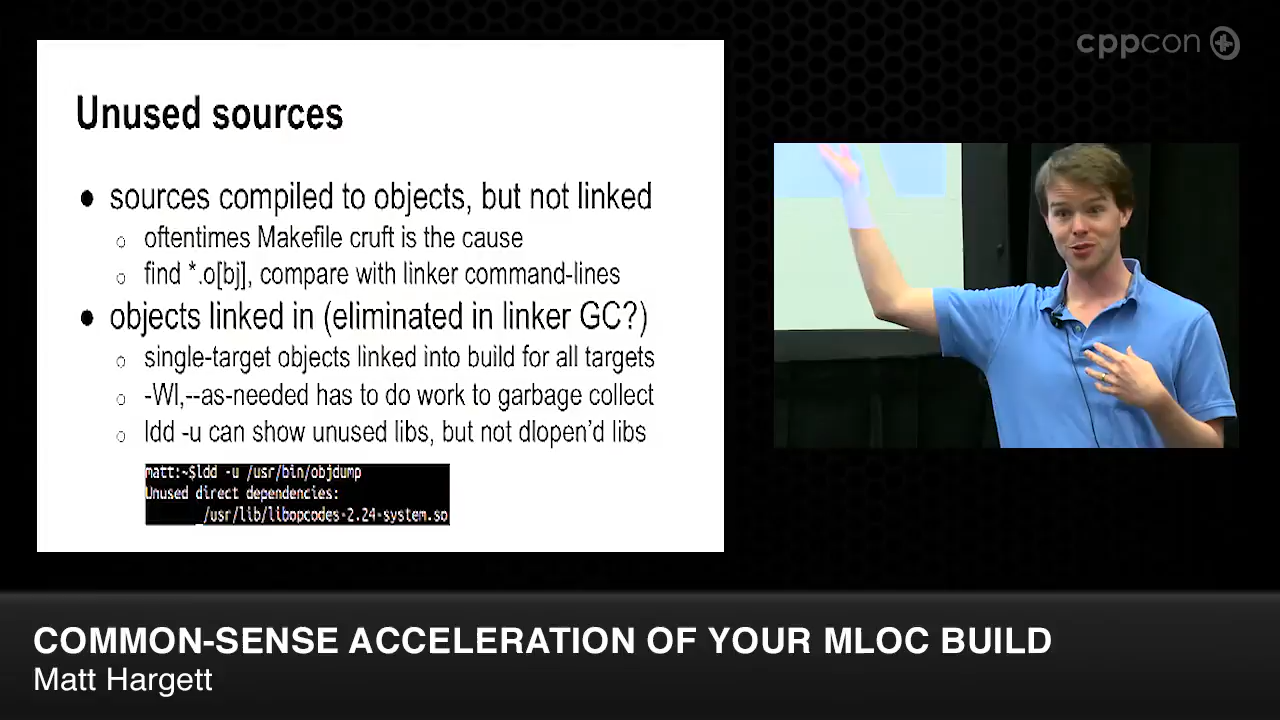 cppcon
Unused sources
● sources compiled to objects, but not linked
○ oftentimes Makefile cruft is the cause
○ find *.o[bj], compare with linker command-lines
● objects linked in (eliminated in linker GC?)
○ single-target objects linked into build for all targets
○ -Wl,--as-needed has to do work to garbage collect
○ ldd -u can show unused libs, but not dlopen'd libs
matt:~$ldd -u /usr/bin/objdump
Unused direct dependencies:
/usr/lib/libopcodes-2.24-system.so
COMMON-SENSE ACCELERATION OF YOUR MLOC BUILD
Matt Hargett